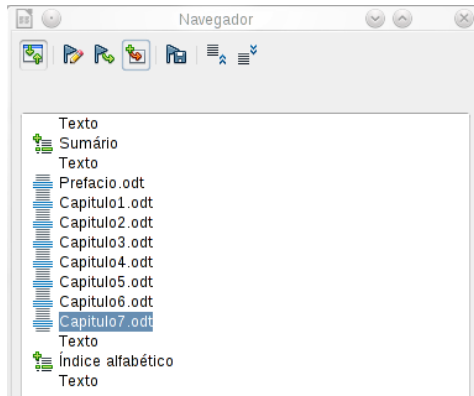 Navegador
Texto
Sumário
Texto
Prefacio.odt
Capitulo1.odt
Capitulo2.odt
Capitulo3.odt
Capitulo4.odt
Capitulo5.odt
Capitulo6.odt
Capitulo7.odt
Texto
Índice alfabético
Texto